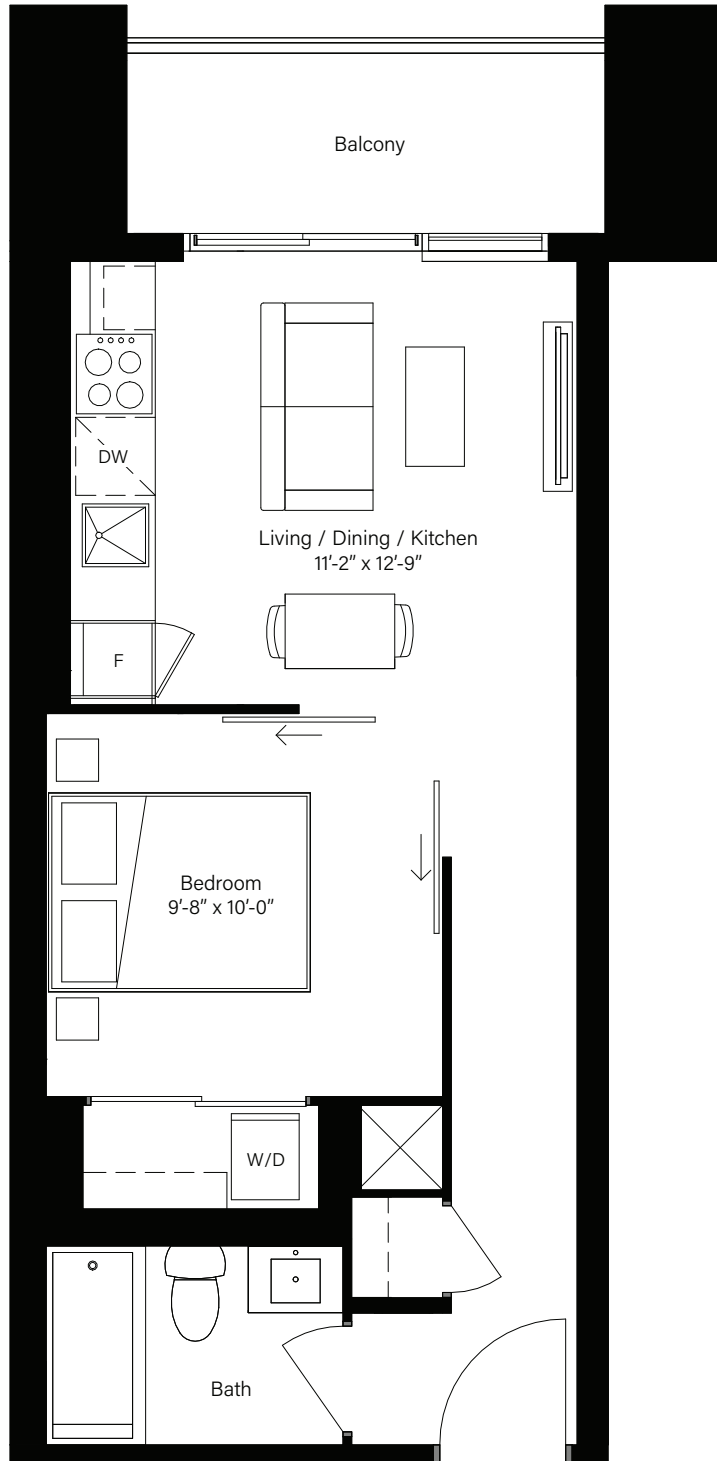 Balcony
DW
Living / Dining / Kitchen
11'-2" x 12'-9"
F
Bedroom
9'-8" x 10'-0"
W/D
Bath